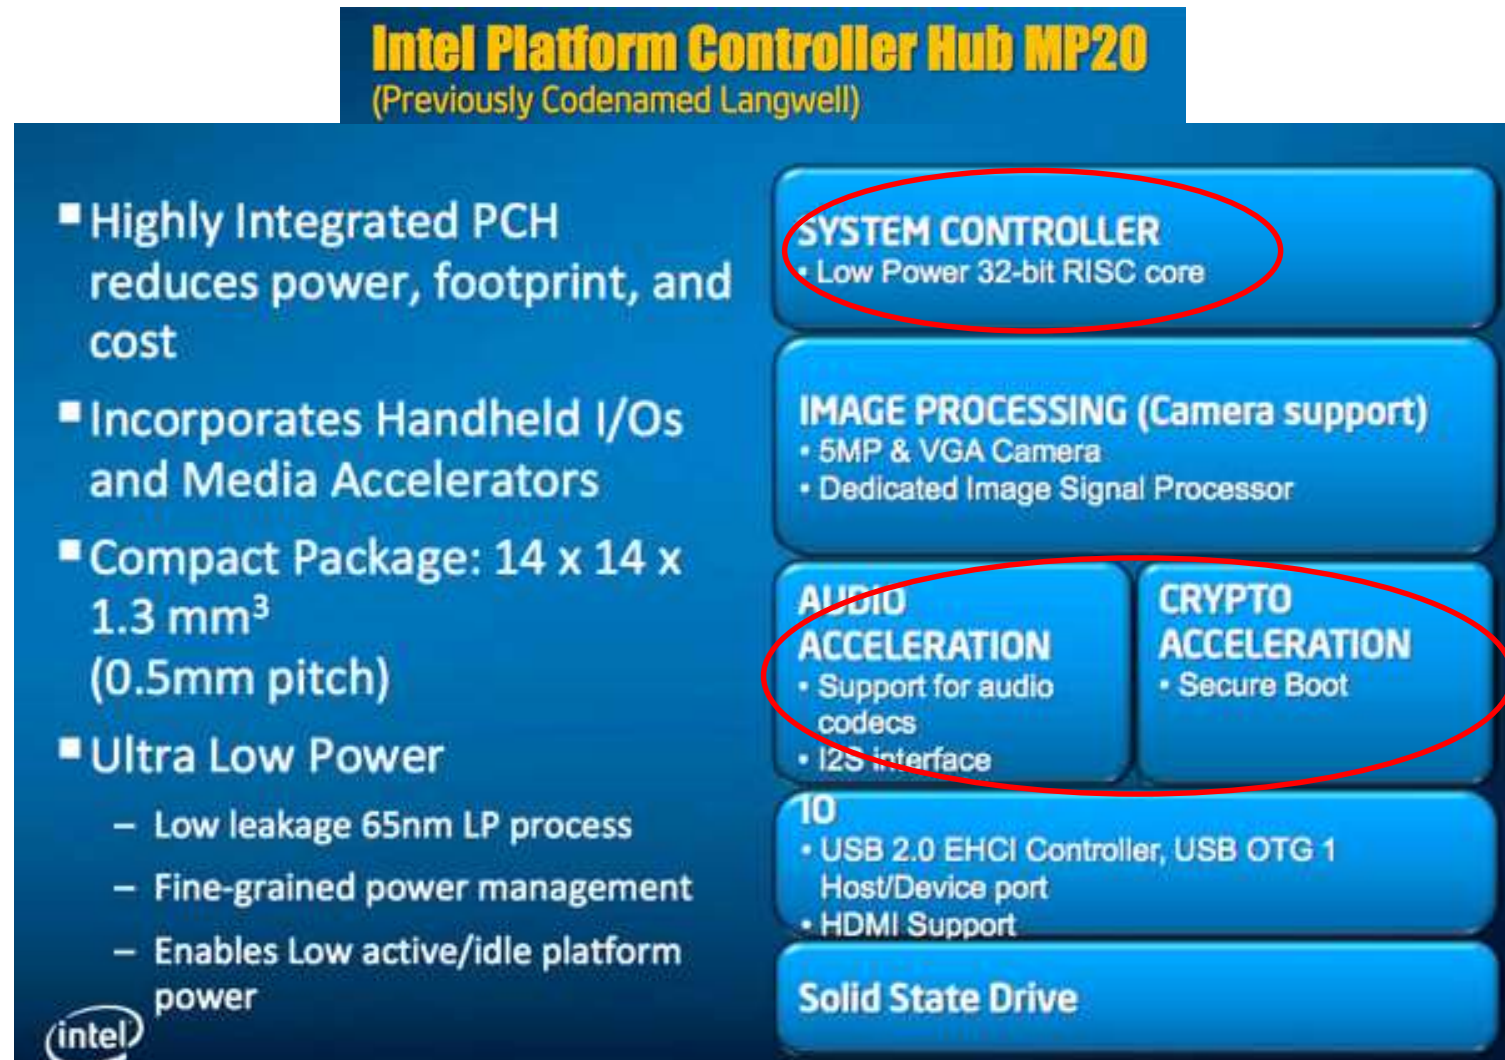 Intel Platform Controller Hub MP20
(Previously Codenamed Langwell)
▪ Highly Integrated PCH
reduces power, footprint, and
cost
▪ Incorporates Handheld I/Os
and Media Accelerators
▪ Compact Package: 14 x 14 x
1.3 mm³
(0.5mm pitch)
▪ Ultra Low Power
– Low leakage 65nm LP process
– Fine-grained power management
– Enables Low active/idle platform
power
intel
SYSTEM CONTROLLER
• Low Power 32-bit RISC core
IMAGE PROCESSING (Camera support)
• 5MP & VGA Camera
• Dedicated Image Signal Processor
AUDIO
ACCELERATION
• Support for audio
codecs
• I2S interface
CRYPTO
ACCELERATION
• Secure Boot
IO
• USB 2.0 EHCI Controller, USB OTG 1
Host/Device port
• HDMI Support
Solid State Drive